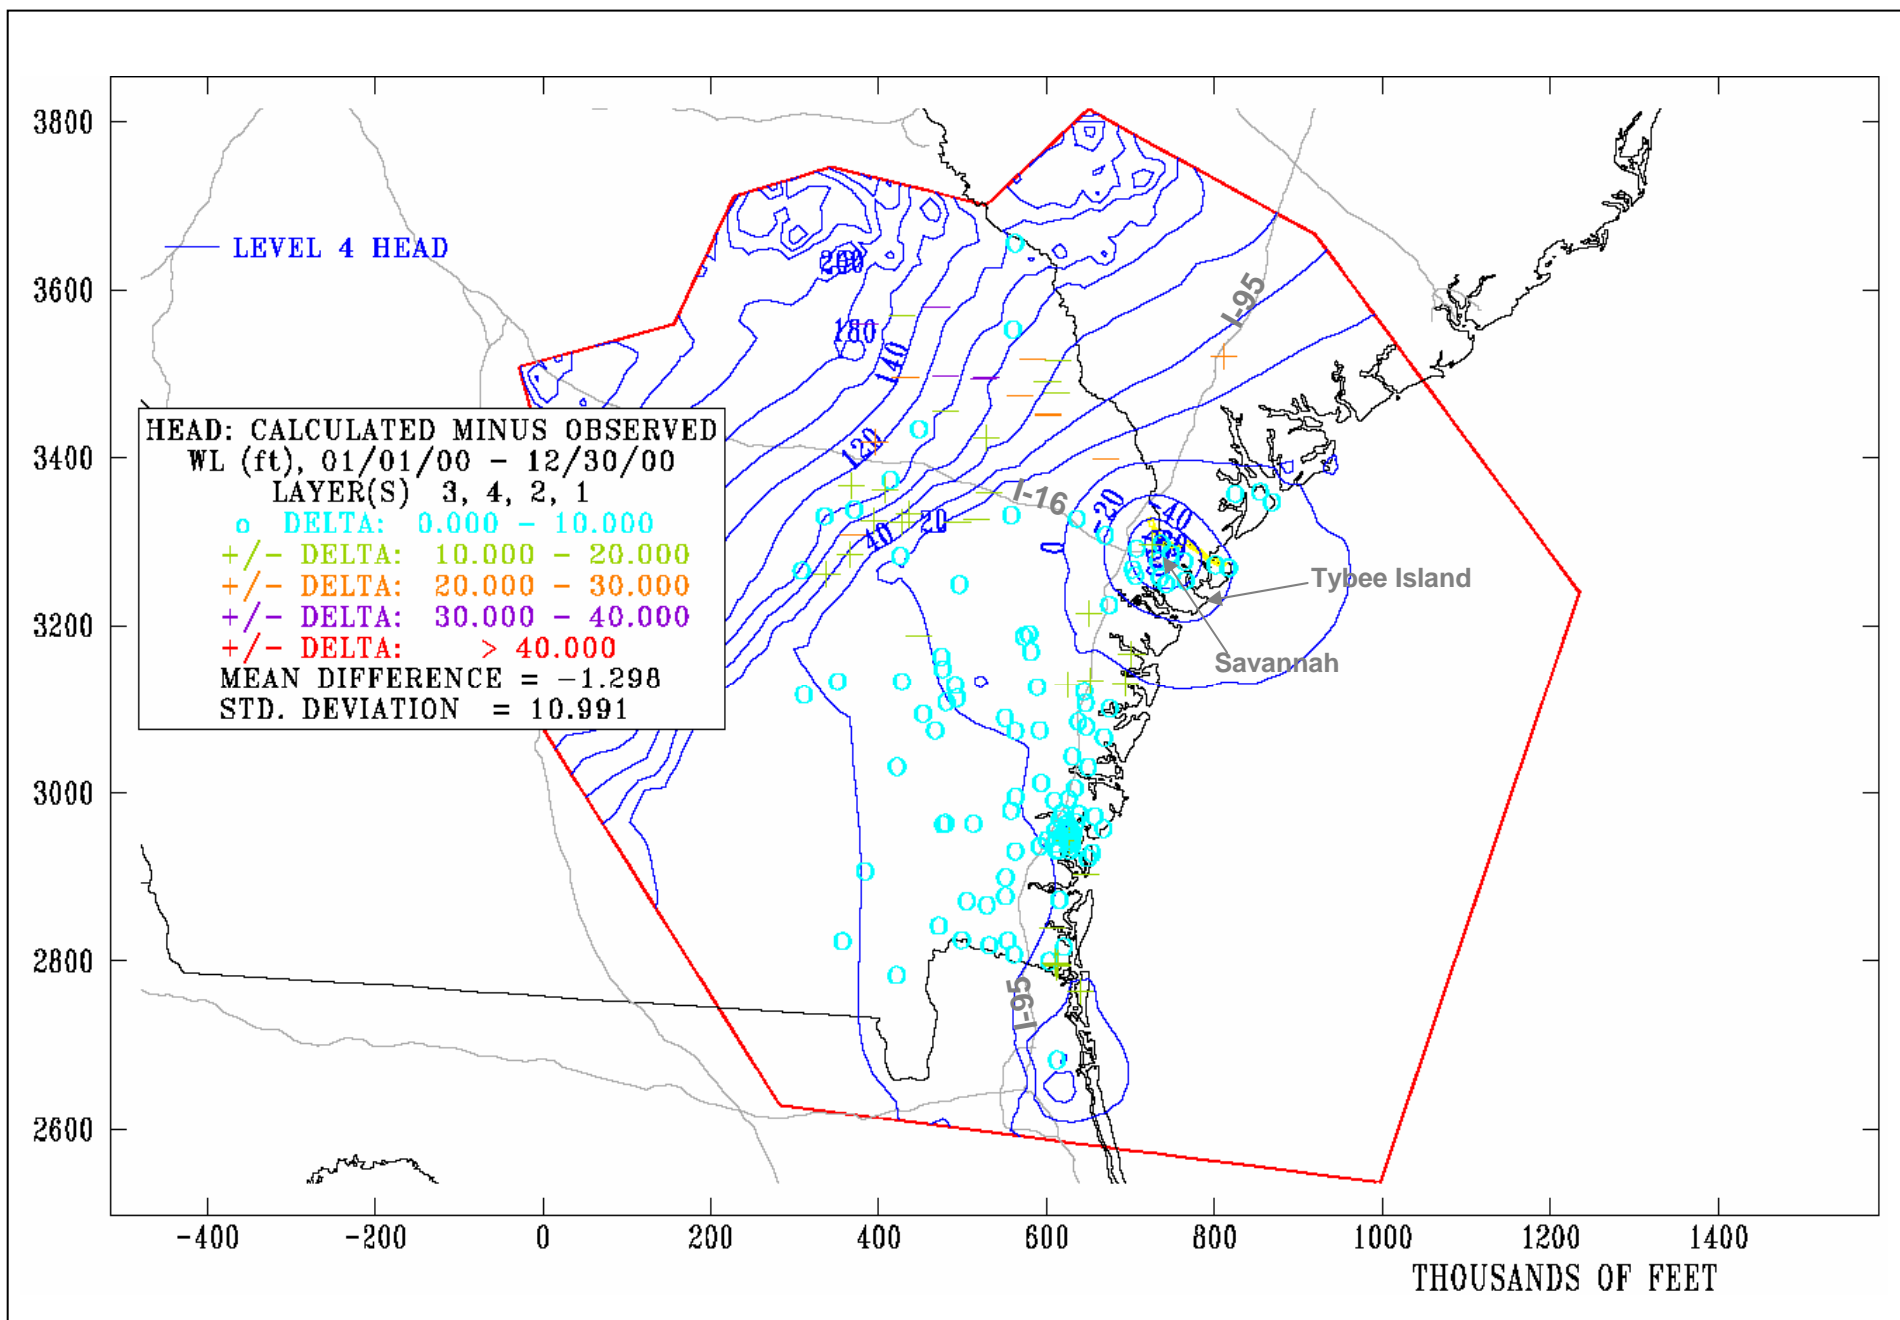 3800
3600
3400
3200
3000
2800
2600
LEVEL 4 HEAD
200
180
140
120
40
20
0
-20
-40
I-95
I-16
I-95
Tybee Island
Savannah
HEAD: CALCULATED MINUS OBSERVED
WL (ft), 01/01/00 - 12/30/00
LAYER(S) 3, 4, 2, 1
o DELTA: 0.000 - 10.000
+/- DELTA: 10.000 - 20.000
+/- DELTA: 20.000 - 30.000
+/- DELTA: 30.000 - 40.000
+/- DELTA: > 40.000
MEAN DIFFERENCE = -1.298
STD. DEVIATION = 10.991
-400 -200 0 200 400 600 800 1000 1200 1400
THOUSANDS OF FEET